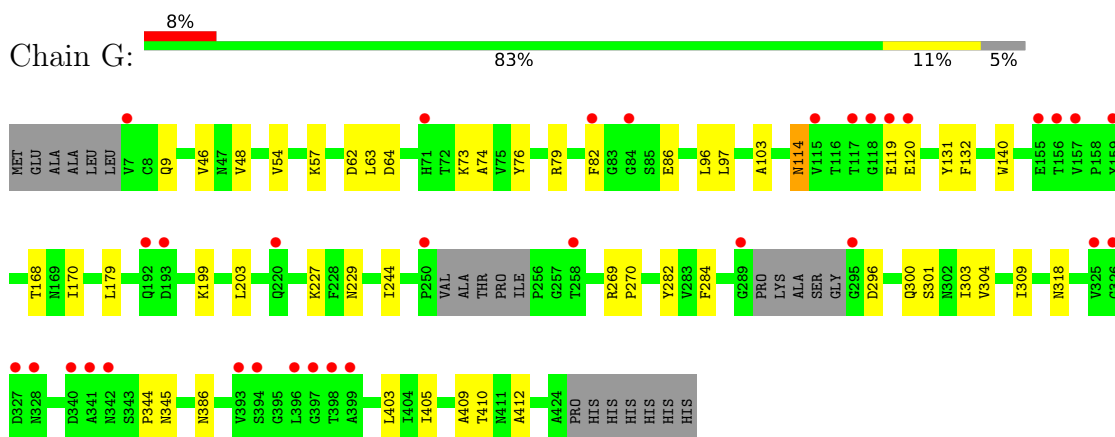 8%
Chain G:
83% 11% 5%
MET GLU ALA ALA LEU LEU V7 C8 Q9 V46 N47 V48 V54 K57 D62 L63 D64 H71 T72 K73 A74 V75 Y76 R79 F82 G83 G84 S85 E86 L96 L97 A103 N114 V115 T116 T117 G118 E119 E120 Y131 F132 W140 E155 T156 V157 P158 Y159
T168 N169 I170 L179 Q192 D193 K199 L203 Q220 K227 F228 N229 I244 P250 VAL ALA THR PRO ILE P256 G257 T258 R269 P270 Y282 V283 F284 G289 PRO LYS ALA SER GLY G295 D296 Q300 S301 N302 I303 V304 I309 N318 V325
D327 N328 D340 A341 N342 S343 P344 N345 N386 V393 S394 G395 L396 G397 T398 A399 L403 I404 I405 A409 T410 N411 A412 A424 PRO HIS HIS HIS HIS HIS HIS